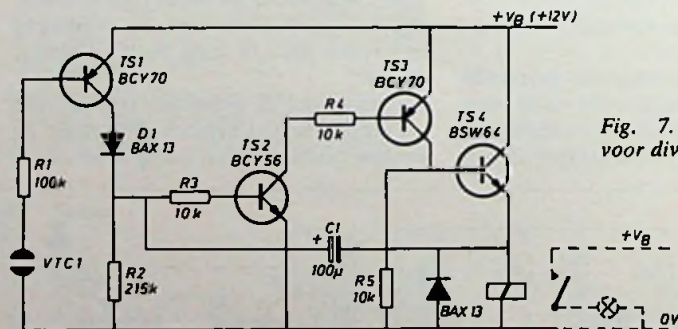 +VB (+12V)
TS1
BCY70
TS3
BCY70
TS4
BSW64
R4
10k
D1
BAX 13
TS2
BCY56
R1
100k
R3
10k
VTC1
R2
215k
+ C1
100µ
R5
10k
BAX 13
+VB
0V
Fig. 7.
voor div